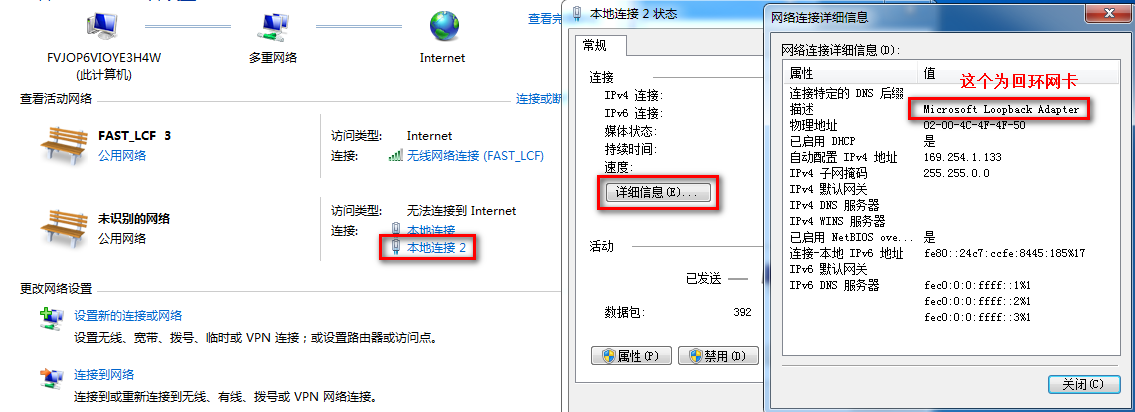 查看完
FVJOP6VIOYE3H4W
(此计算机)
多重网络
Internet
查看活动网络
连接或断
FAST_LCF 3
公用网络
访问类型: Internet
连接: 无线网络连接 (FAST_LCF)
未识别的网络
公用网络
访问类型: 无法连接到 Internet
连接: 本地连接
本地连接 2
更改网络设置
设置新的连接或网络
设置无线、宽带、拨号、临时或 VPN 连接；或设置路由器或访问点。
连接到网络
连接到或重新连接到无线、有线、拨号或 VPN 网络连接。
本地连接 2 状态
常规
连接
IPv4 连接:
IPv6 连接:
媒体状态:
持续时间:
速度:
详细信息(E)...
活动
已发送
数据包: 392
属性(P)
禁用(D)
网络连接详细信息
网络连接详细信息(D):
属性 值
这个为回环网卡
连接特定的 DNS 后缀
描述 Microsoft Loopback Adapter
物理地址 02-00-4C-4F-4F-50
已启用 DHCP 是
自动配置 IPv4 地址 169.254.1.133
IPv4 子网掩码 255.255.0.0
IPv4 默认网关
IPv4 DNS 服务器
IPv4 WINS 服务器
已启用 NetBIOS ove... 是
连接-本地 IPv6 地址 fe80::24c7:ccfe:8445:185%17
IPv6 默认网关
IPv6 DNS 服务器 fec0:0:0:ffff::1%1
fec0:0:0:ffff::2%1
fec0:0:0:ffff::3%1
关闭(C)